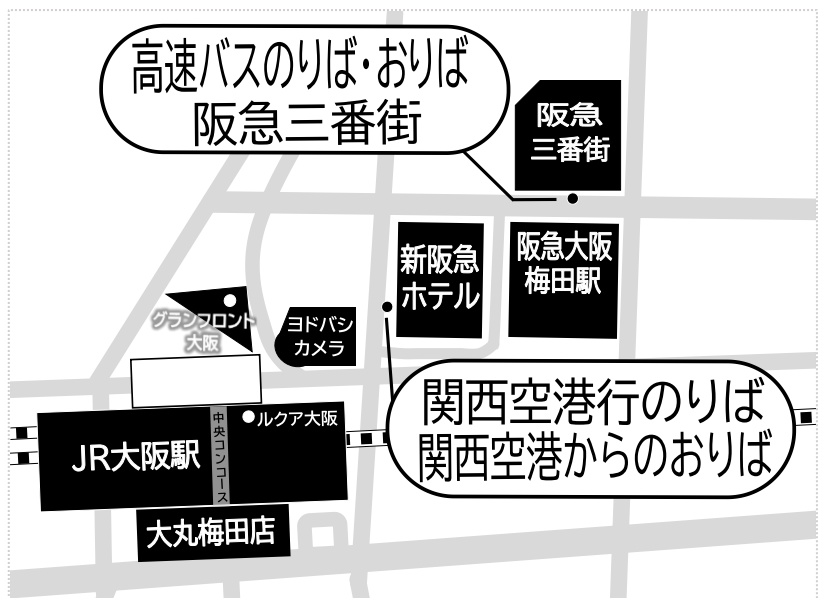 高速バスのりば・おりば
阪急三番街
阪急
三番街
新阪急
ホテル
阪急大阪
梅田駅
グランフロント
大阪
ヨドバシ
カメラ
関西空港行のりば
関西空港からのおりば
JR大阪駅
中央コンコース
ルクア大阪
大丸梅田店